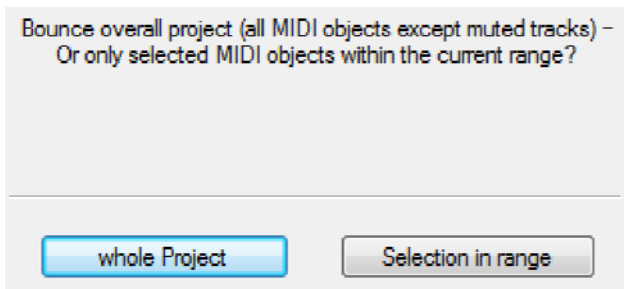 Bounce overall project (all MIDI objects except muted tracks) –
Or only selected MIDI objects within the current range?
whole Project
Selection in range